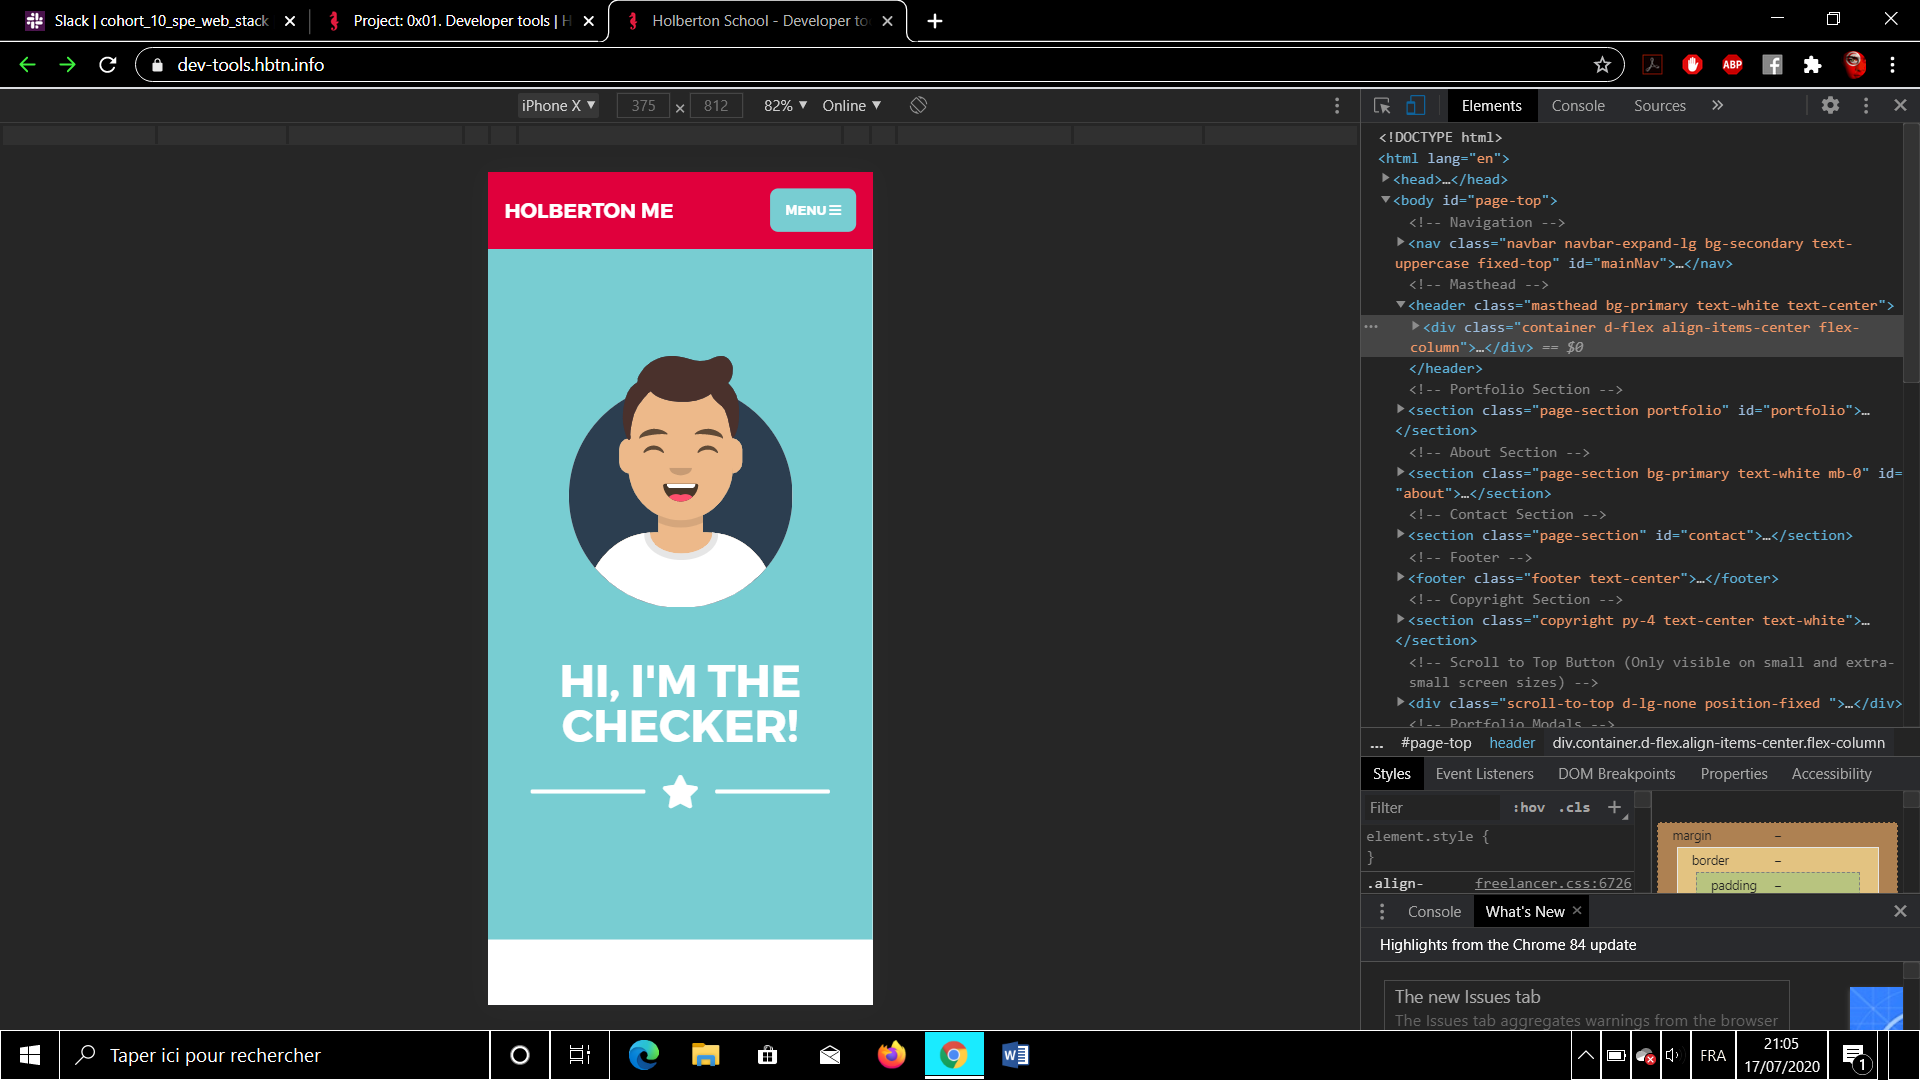 Slack | cohort_10_spe_web_stack
Project: 0x01. Developer tools | H
Holberton School - Developer to
dev-tools.hbtn.info
ABP
iPhone X
375
×
812
82%
Online
Elements
Console
Sources
»
HOLBERTON ME
MENU
HI, I'M THE
CHECKER!
<!DOCTYPE html>
<html lang="en">
<head>…</head>
<body id="page-top">
<!-- Navigation -->
<nav class="navbar navbar-expand-lg bg-secondary text-
uppercase fixed-top" id="mainNav">…</nav>
<!-- Masthead -->
<header class="masthead bg-primary text-white text-center">
<div class="container d-flex align-items-center flex-
column">…</div> == $0
</header>
<!-- Portfolio Section -->
<section class="page-section portfolio" id="portfolio">…
</section>
<!-- About Section -->
<section class="page-section bg-primary text-white mb-0" id=
"about">…</section>
<!-- Contact Section -->
<section class="page-section" id="contact">…</section>
<!-- Footer -->
<footer class="footer text-center">…</footer>
<!-- Copyright Section -->
<section class="copyright py-4 text-center text-white">…
</section>
<!-- Scroll to Top Button (Only visible on small and extra-
small screen sizes) -->
<div class="scroll-to-top d-lg-none position-fixed ">…</div>
<!-- Portfolio Modals -->
... #page-top header div.container.d-flex.align-items-center.flex-column
Styles Event Listeners DOM Breakpoints Properties Accessibility
Filter :hov .cls +
element.style {
}
.align- freelancer.css:6726
margin –
border –
padding –
Console What's New
Highlights from the Chrome 84 update
The new Issues tab
The Issues tab aggregates warnings from the browser
Taper ici pour rechercher
FRA
21:05
17/07/2020
1